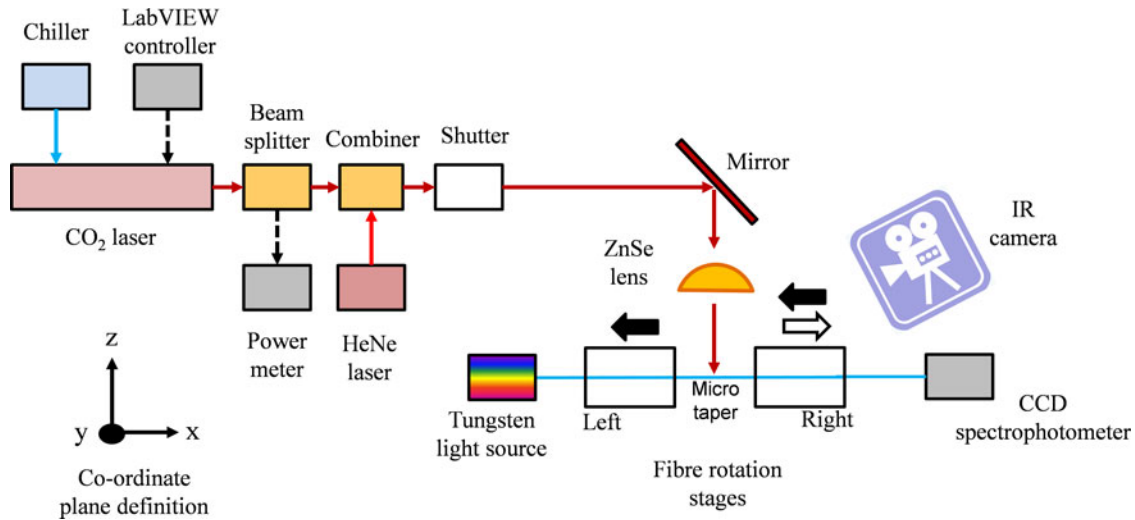 Chiller
LabVIEW
controller
Beam
splitter
Combiner
Shutter
Mirror
CO₂ laser
IR
camera
ZnSe
lens
Power
meter
HeNe
laser
z
y
x
Co-ordinate
plane definition
Tungsten
light source
Left
Micro
taper
Right
Fibre rotation
stages
CCD
spectrophotometer